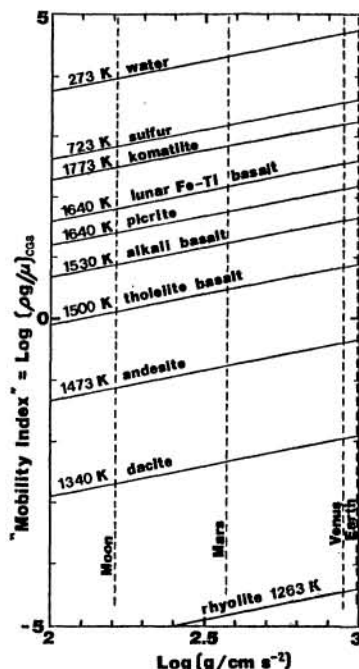 5
273 K water
723 K sulfur
1773 K komatiite
1640 K lunar Fe-Ti basalt
1640 K picrite
1530 K alkali basalt
1500 K tholeiite basalt
0
1473 K andesite
1340 K dacite
rhyolite 1263 K
-5
Moon
Mars
Venus
Earth
2 2.5 3
Log (g/cm s⁻²)
"Mobility Index" = Log (ρg/μ)CGS